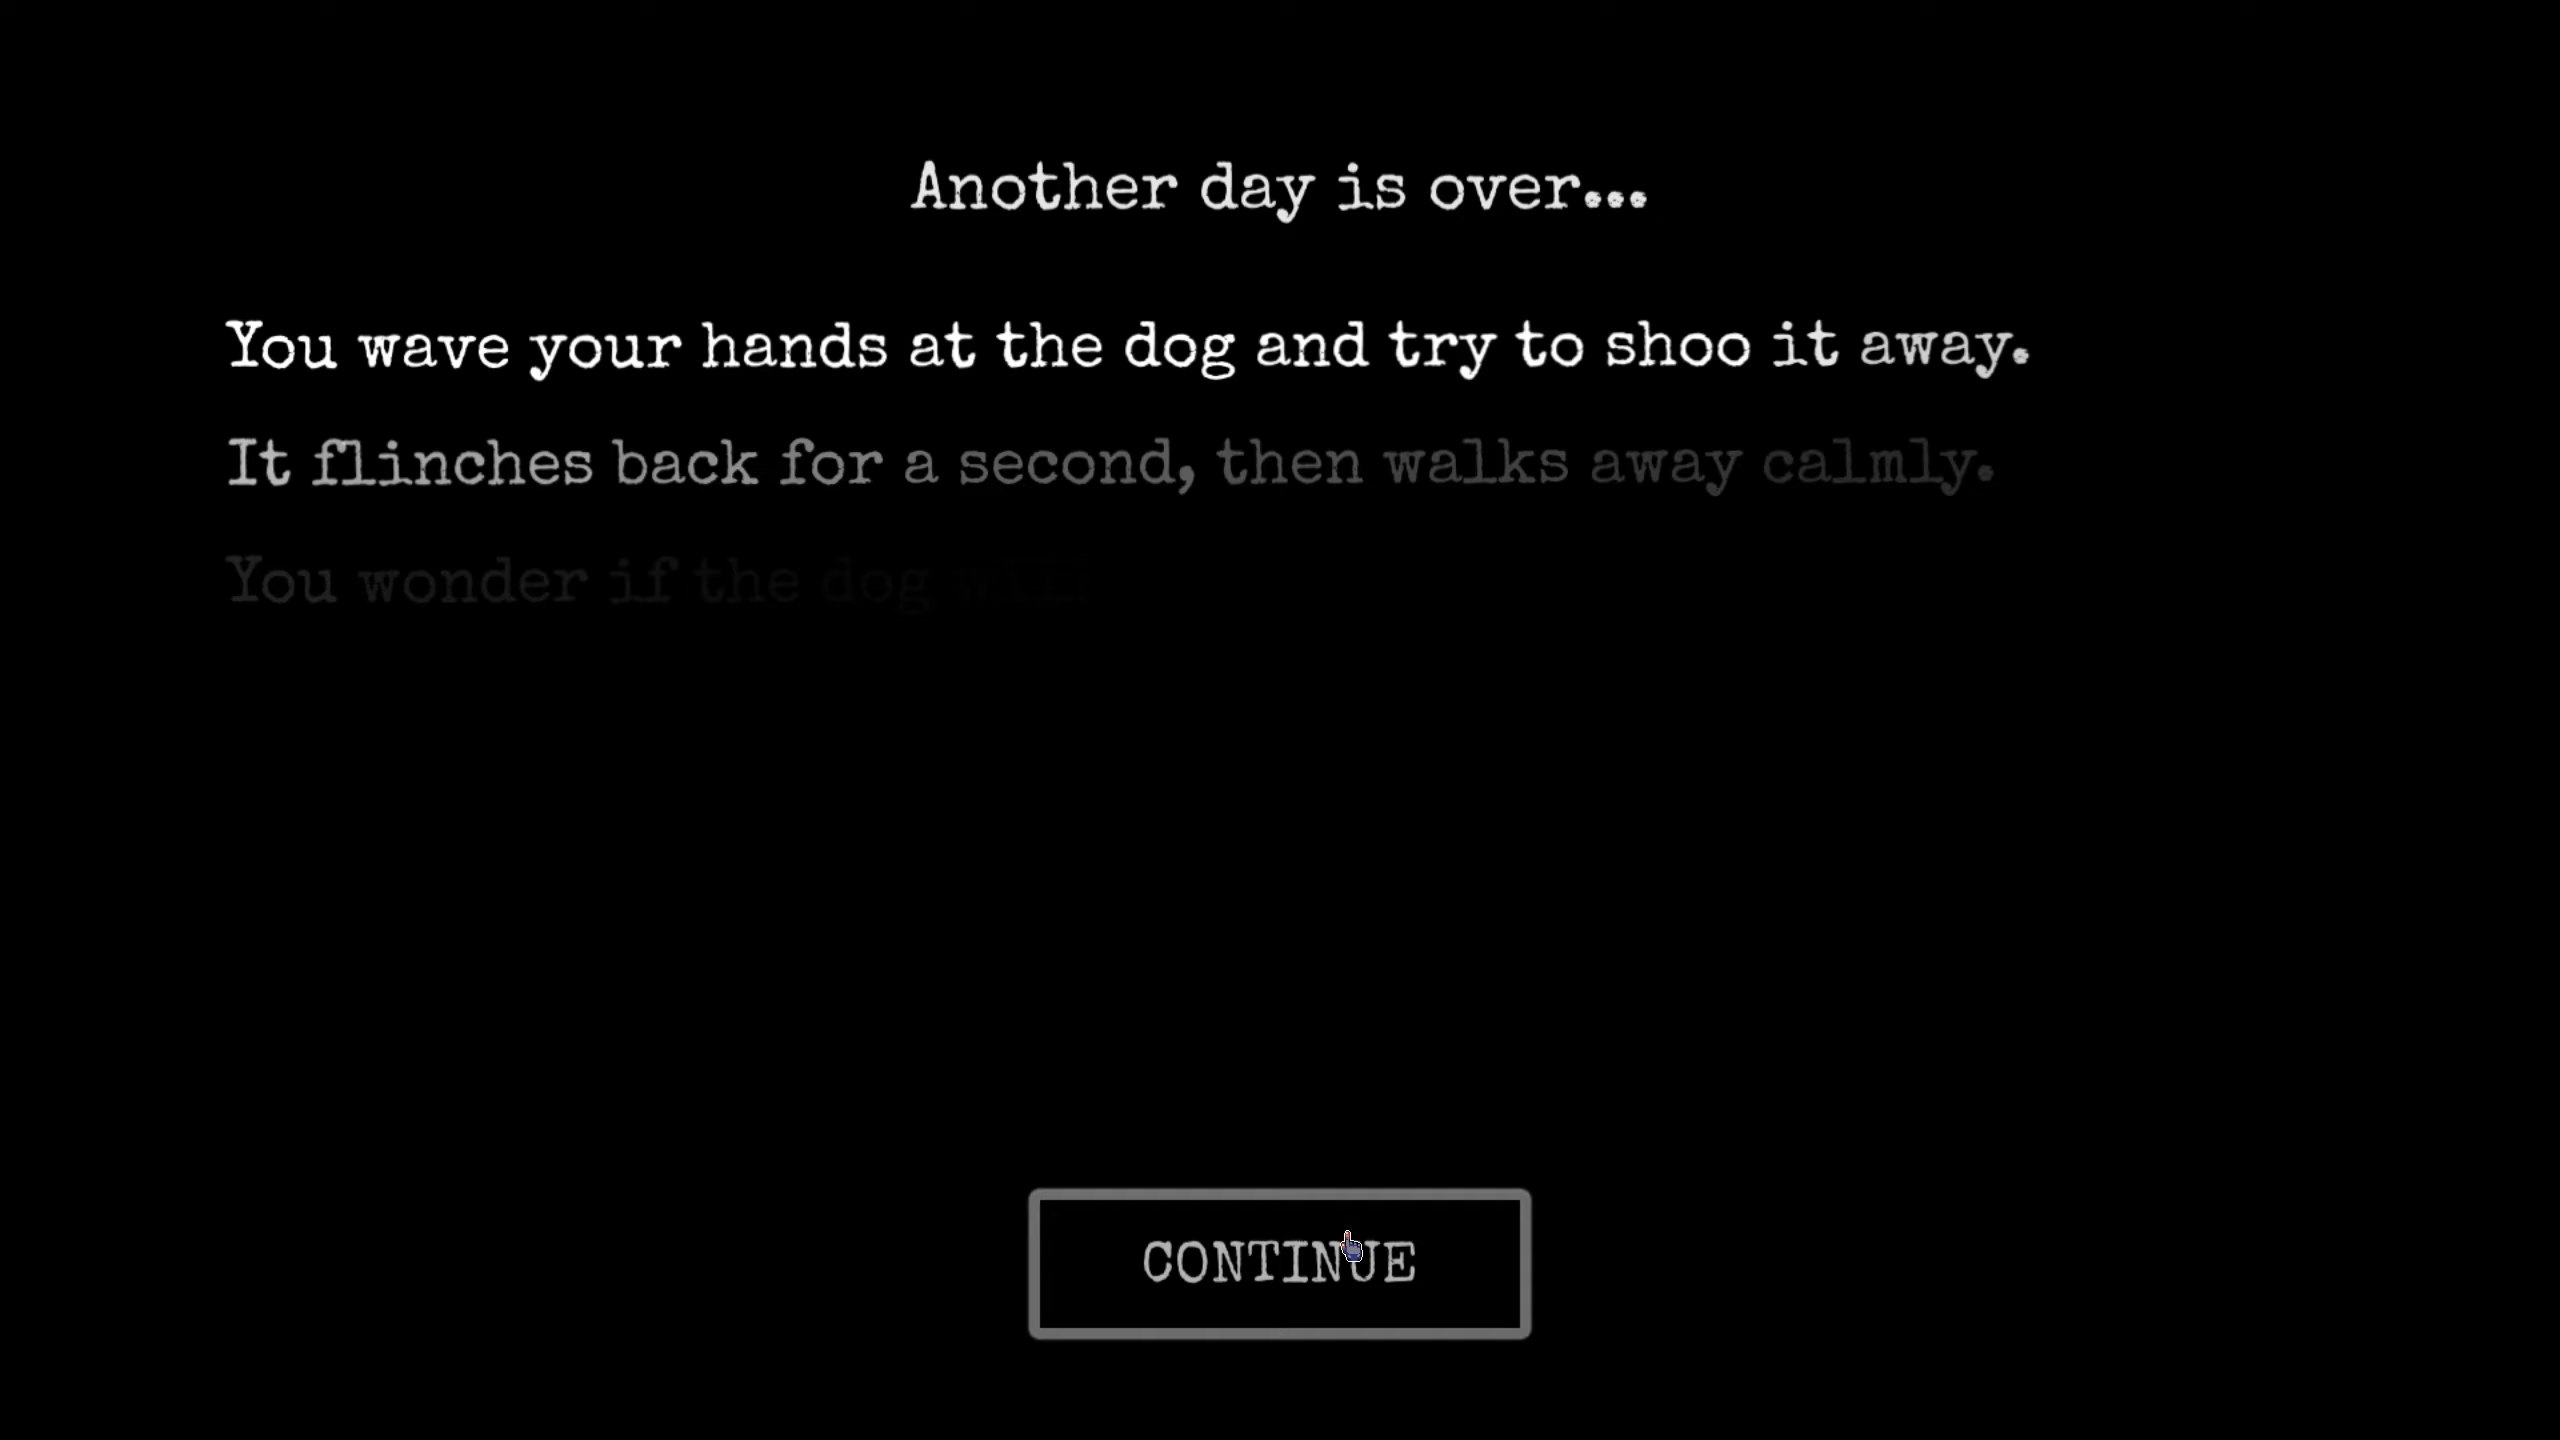 Another day is over...
You wave your hands at the dog and try to shoo it away.
It flinches back for a second, then walks away calmly.
You wonder if the dog will
CONTINUE